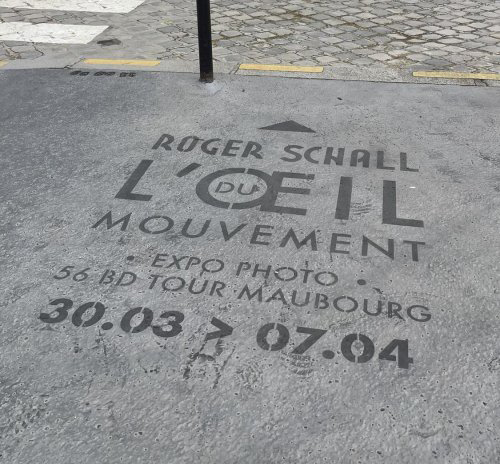 ROGER SCHALL
L'ŒIL
DU
MOUVEMENT
• EXPO PHOTO •
56 BD TOUR MAUBOURG
30.03 > 07.04